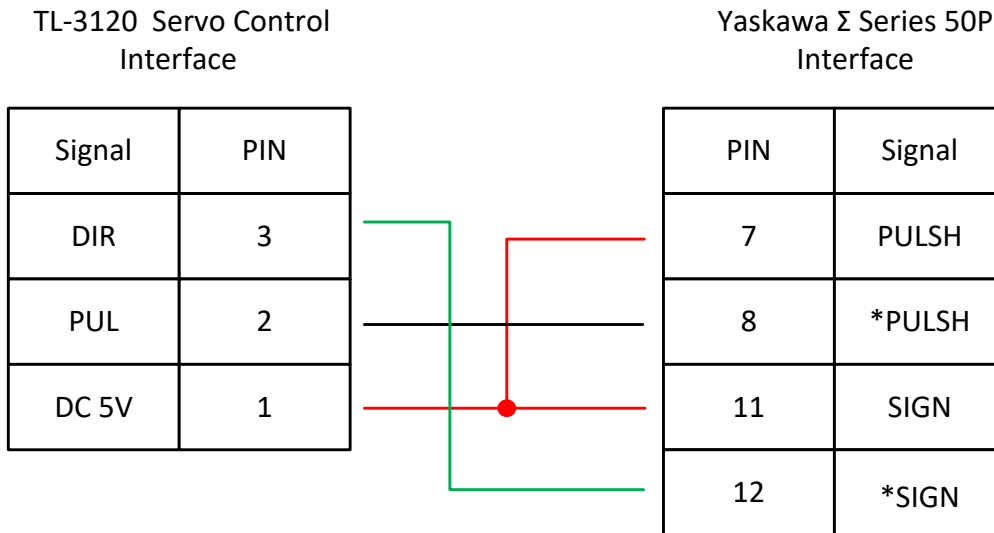 TL-3120 Servo Control
Interface
Yaskawa Σ Series 50P
Interface
Signal PIN
DIR 3
PUL 2
DC 5V 1
PIN Signal
7 PULSH
8 *PULSH
11 SIGN
12 *SIGN